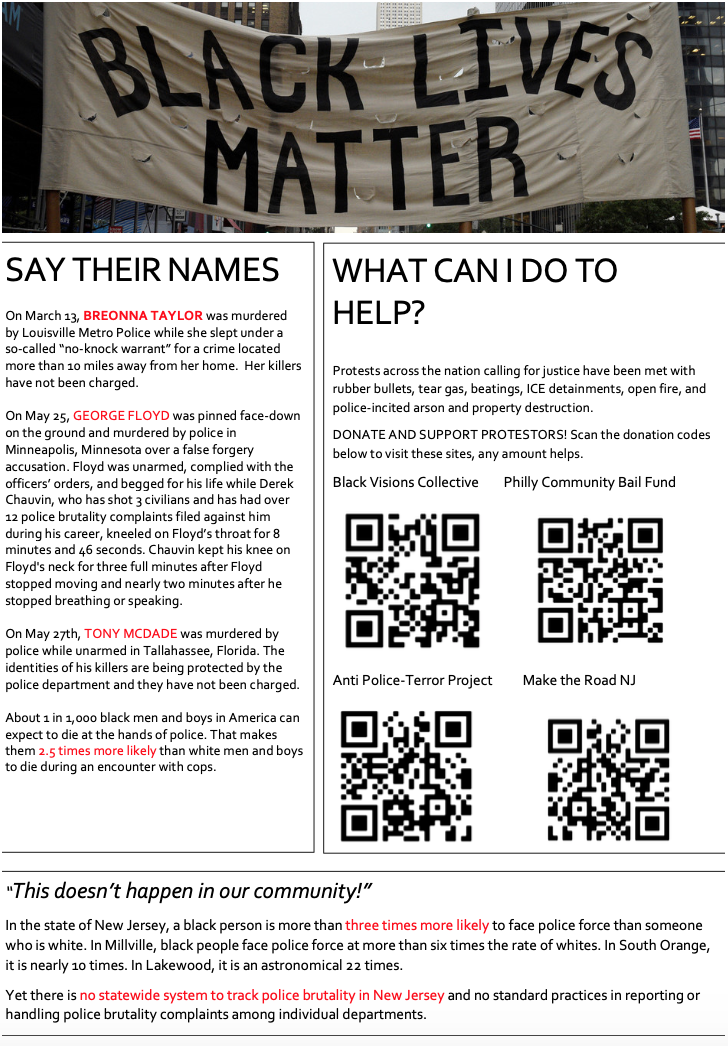 BLACK LIVES
MATTER
SAY THEIR NAMES
On March 13, BREONNA TAYLOR was murdered
by Louisville Metro Police while she slept under a
so-called “no-knock warrant” for a crime located
more than 10 miles away from her home.  Her killers
have not been charged.
On May 25, GEORGE FLOYD was pinned face-down
on the ground and murdered by police in
Minneapolis, Minnesota over a false forgery
accusation. Floyd was unarmed, complied with the
officers’ orders, and begged for his life while Derek
Chauvin, who has shot 3 civilians and has had over
12 police brutality complaints filed against him
during his career, kneeled on Floyd’s throat for 8
minutes and 46 seconds. Chauvin kept his knee on
Floyd's neck for three full minutes after Floyd
stopped moving and nearly two minutes after he
stopped breathing or speaking.
On May 27th, TONY MCDADE was murdered by
police while unarmed in Tallahassee, Florida. The
identities of his killers are being protected by the
police department and they have not been charged.
About 1 in 1,000 black men and boys in America can
expect to die at the hands of police. That makes
them 2.5 times more likely than white men and boys
to die during an encounter with cops.
WHAT CAN I DO TO
HELP?
Protests across the nation calling for justice have been met with
rubber bullets, tear gas, beatings, ICE detainments, open fire, and
police-incited arson and property destruction.
DONATE AND SUPPORT PROTESTORS! Scan the donation codes
below to visit these sites, any amount helps.
Black Visions Collective Philly Community Bail Fund
Anti Police-Terror Project Make the Road NJ
“This doesn’t happen in our community!”
In the state of New Jersey, a black person is more than three times more likely to face police force than someone
who is white. In Millville, black people face police force at more than six times the rate of whites. In South Orange,
it is nearly 10 times. In Lakewood, it is an astronomical 22 times.
Yet there is no statewide system to track police brutality in New Jersey and no standard practices in reporting or
handling police brutality complaints among individual departments.